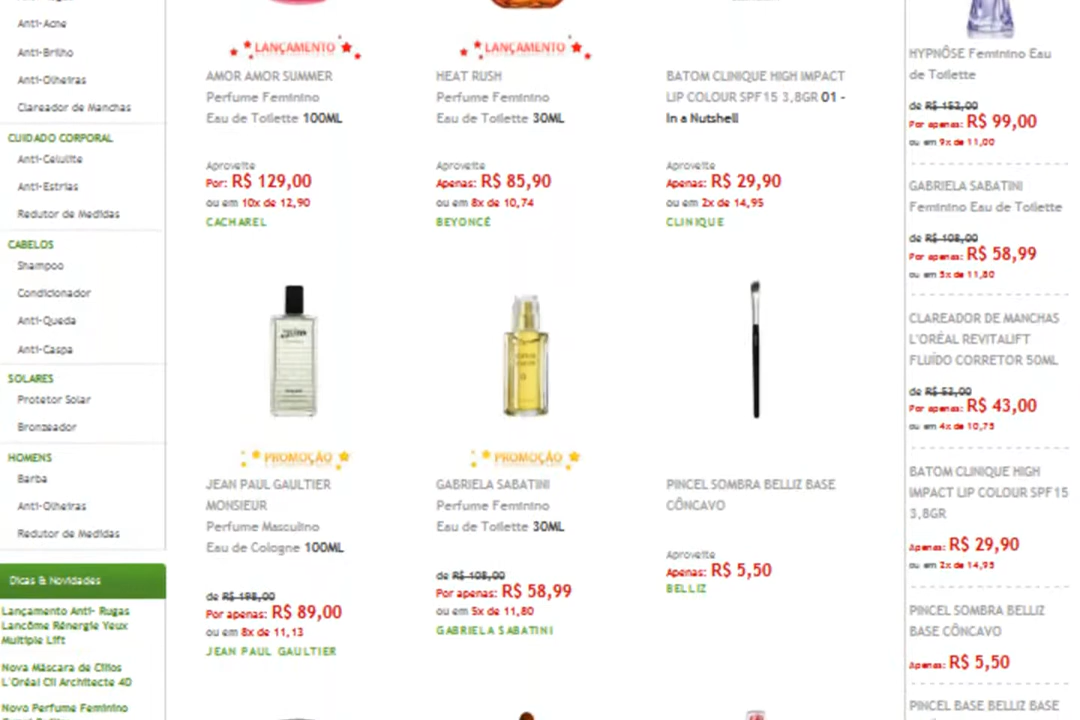 Anti-Acne
Anti-Brilho
Anti-Olheiras
Clareador de Manchas
CUIDADO CORPORAL
Anti-Celulite
Anti-Estrias
Redutor de Medidas
CABELOS
Shampoo
Condicionador
Anti-Queda
Anti-Caspa
SOLARES
Protetor Solar
Bronzeador
HOMENS
Barba
Anti-Olheiras
Redutor de Medidas
Dicas & Novidades
Lançamento Anti- Rugas
Lancôme Rénergie Yeux
Multiple Lift
Nova Máscara de Cílios
L'Oréal Cil Architecte 4D
Novo Perfume Feminino
LANÇAMENTO
AMOR AMOR SUMMER
Perfume Feminino
Eau de Toilette 100ML
Aproveite
Por: R$ 129,00
ou em 10x de 12,90
CACHAREL
LANÇAMENTO
HEAT RUSH
Perfume Feminino
Eau de Toilette 30ML
Aproveite
Apenas: R$ 85,90
ou em 8x de 10,74
BEYONCÉ
BATOM CLINIQUE HIGH IMPACT
LIP COLOUR SPF15 3,8GR 01 -
In a Nutshell
Aproveite
Apenas: R$ 29,90
ou em 2x de 14,95
CLINIQUE
PROMOÇÃO
JEAN PAUL GAULTIER
MONSIEUR
Perfume Masculino
Eau de Cologne 100ML
de R$ 198,00
Por apenas: R$ 89,00
ou em 8x de 11,13
JEAN PAUL GAULTIER
PROMOÇÃO
GABRIELA SABATINI
Perfume Feminino
Eau de Toilette 30ML
de R$ 108,00
Por apenas: R$ 58,99
ou em 5x de 11,80
GABRIELA SABATINI
PINCEL SOMBRA BELLIZ BASE
CÔNCAVO
Aproveite
Apenas: R$ 5,50
BELLIZ
HYPNÔSE Feminino Eau
de Toilette
de R$ 152,00
Por apenas: R$ 99,00
ou em 9x de 11,00
GABRIELA SABATINI
Feminino Eau de Toilette
de R$ 108,00
Por apenas: R$ 58,99
ou em 5x de 11,80
CLAREADOR DE MANCHAS
L'ORÉAL REVITALIFT
FLUÍDO CORRETOR 50ML
de R$ 52,00
Por apenas: R$ 43,00
ou em 4x de 10,75
BATOM CLINIQUE HIGH
IMPACT LIP COLOUR SPF15
3,8GR
Apenas: R$ 29,90
ou em 2x de 14,95
PINCEL SOMBRA BELLIZ
BASE CÔNCAVO
Apenas: R$ 5,50
PINCEL BASE BELLIZ BASE